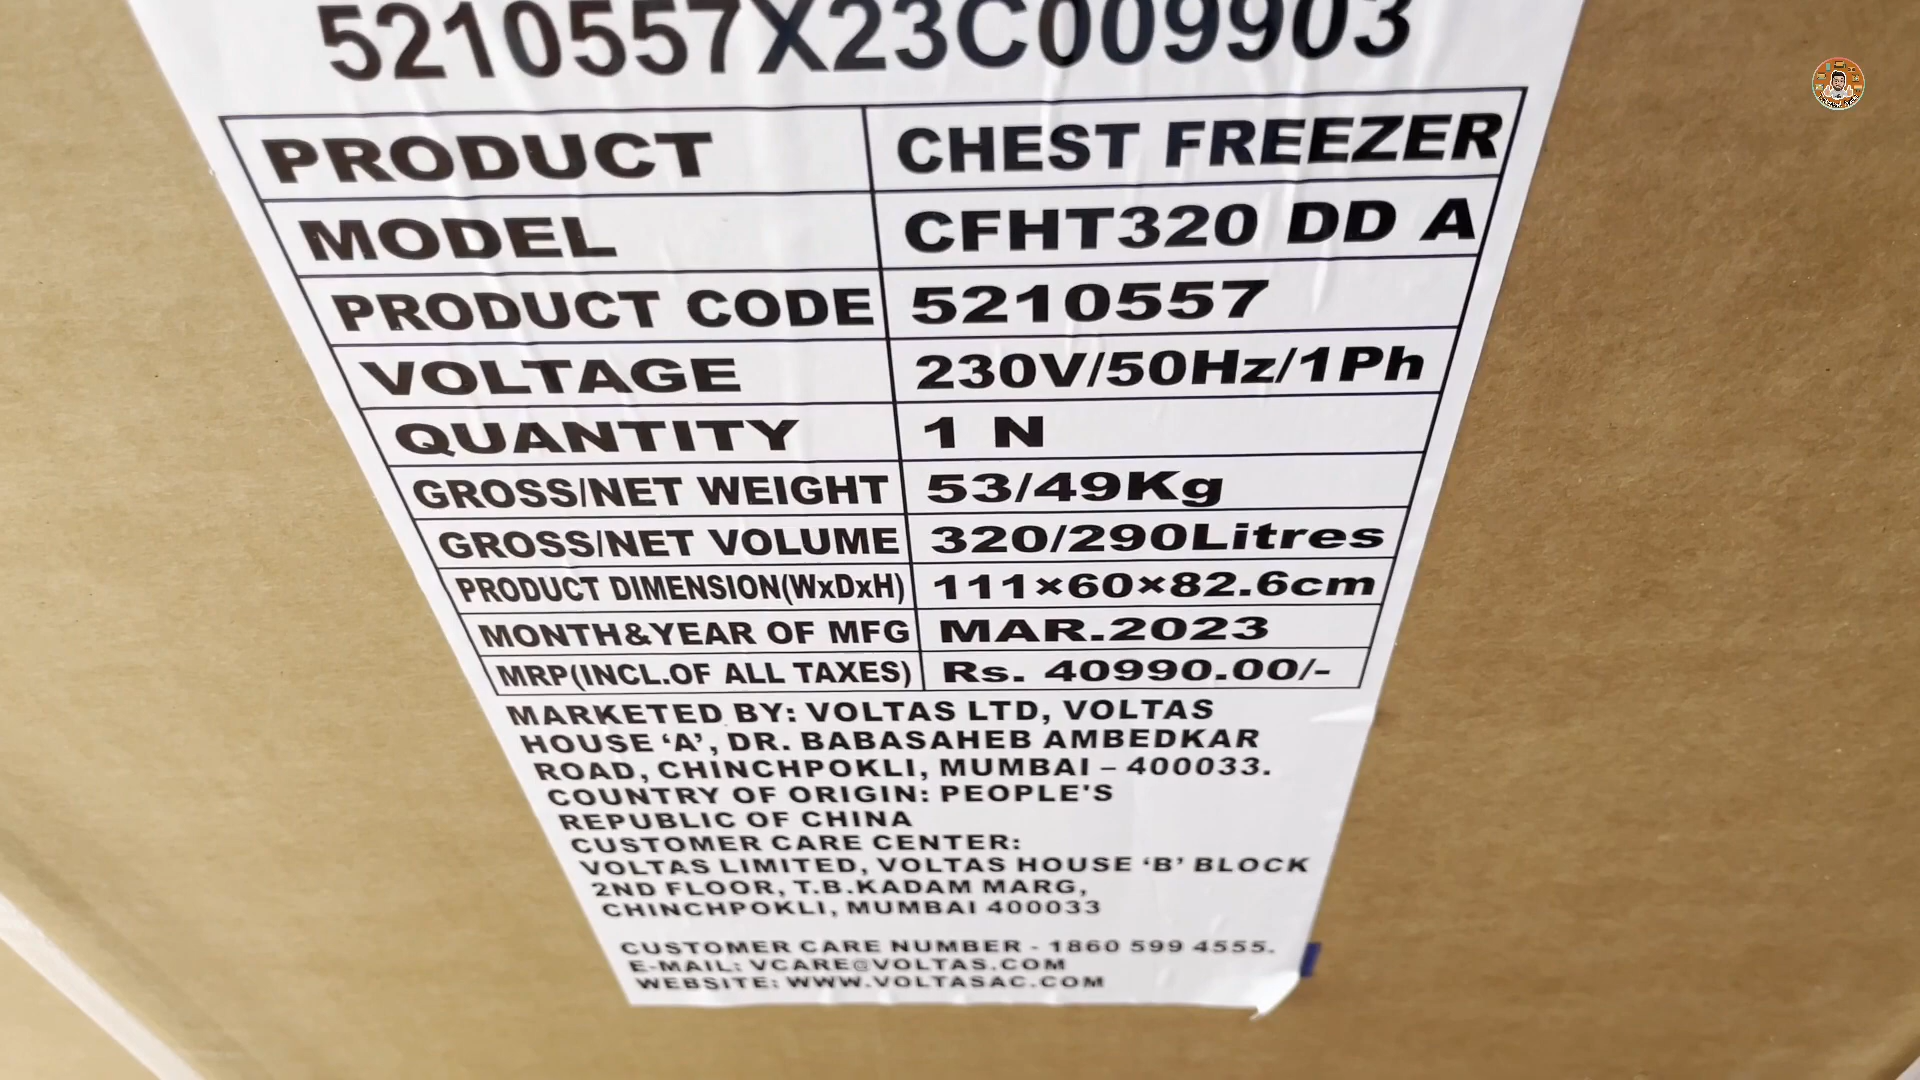 5210557X23C009903
PRODUCT CHEST FREEZER
MODEL CFHT320 DD A
PRODUCT CODE 5210557
VOLTAGE 230V/50Hz/1Ph
QUANTITY 1 N
GROSS/NET WEIGHT 53/49Kg
GROSS/NET VOLUME 320/290Litres
PRODUCT DIMENSION(WxDxH) 111×60×82.6cm
MONTH&YEAR OF MFG MAR.2023
MRP(INCL.OF ALL TAXES) Rs. 40990.00/-
MARKETED BY: VOLTAS LTD, VOLTAS
HOUSE ‘A’, DR. BABASAHEB AMBEDKAR
ROAD, CHINCHPOKLI, MUMBAI – 400033.
COUNTRY OF ORIGIN: PEOPLE'S
REPUBLIC OF CHINA
CUSTOMER CARE CENTER:
VOLTAS LIMITED, VOLTAS HOUSE ‘B’ BLOCK
2ND FLOOR, T.B.KADAM MARG,
CHINCHPOKLI, MUMBAI 400033
CUSTOMER CARE NUMBER - 1860 599 4555.
E-MAIL: VCARE@VOLTAS.COM
WEBSITE: WWW.VOLTASAC.COM